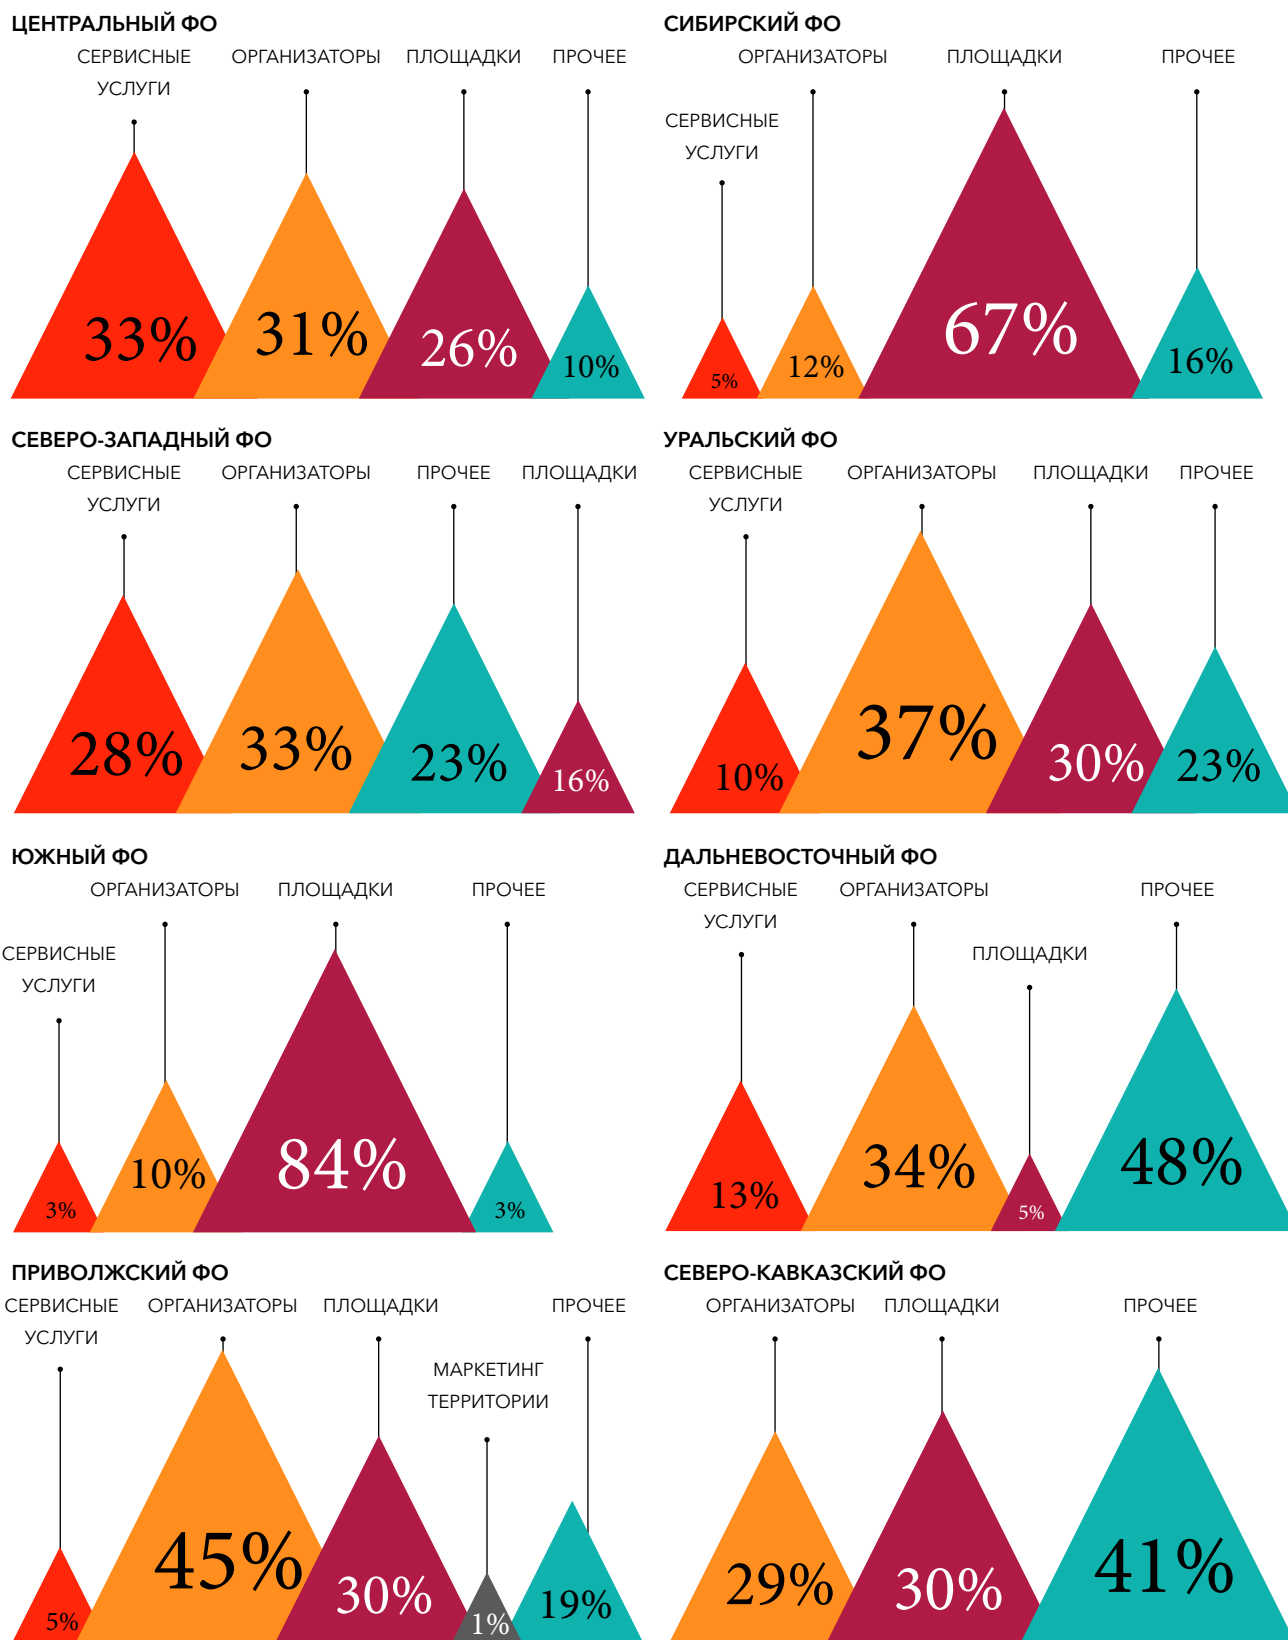 ЦЕНТРАЛЬНЫЙ ФО
СЕРВИСНЫЕ
УСЛУГИ
ОРГАНИЗАТОРЫ
ПЛОЩАДКИ
ПРОЧЕЕ
33%
31%
26%
10%
СИБИРСКИЙ ФО
СЕРВИСНЫЕ
УСЛУГИ
ОРГАНИЗАТОРЫ
ПЛОЩАДКИ
ПРОЧЕЕ
5%
12%
67%
16%
СЕВЕРО-ЗАПАДНЫЙ ФО
СЕРВИСНЫЕ
УСЛУГИ
ОРГАНИЗАТОРЫ
ПРОЧЕЕ
ПЛОЩАДКИ
28%
33%
23%
16%
УРАЛЬСКИЙ ФО
СЕРВИСНЫЕ
УСЛУГИ
ОРГАНИЗАТОРЫ
ПЛОЩАДКИ
ПРОЧЕЕ
10%
37%
30%
23%
ЮЖНЫЙ ФО
СЕРВИСНЫЕ
УСЛУГИ
ОРГАНИЗАТОРЫ
ПЛОЩАДКИ
ПРОЧЕЕ
3%
10%
84%
3%
ДАЛЬНЕВОСТОЧНЫЙ ФО
СЕРВИСНЫЕ
УСЛУГИ
ОРГАНИЗАТОРЫ
ПЛОЩАДКИ
ПРОЧЕЕ
13%
34%
5%
48%
ПРИВОЛЖСКИЙ ФО
СЕРВИСНЫЕ
УСЛУГИ
ОРГАНИЗАТОРЫ
ПЛОЩАДКИ
МАРКЕТИНГ
ТЕРРИТОРИИ
ПРОЧЕЕ
5%
45%
30%
1%
19%
СЕВЕРО-КАВКАЗСКИЙ ФО
ОРГАНИЗАТОРЫ
ПЛОЩАДКИ
ПРОЧЕЕ
29%
30%
41%